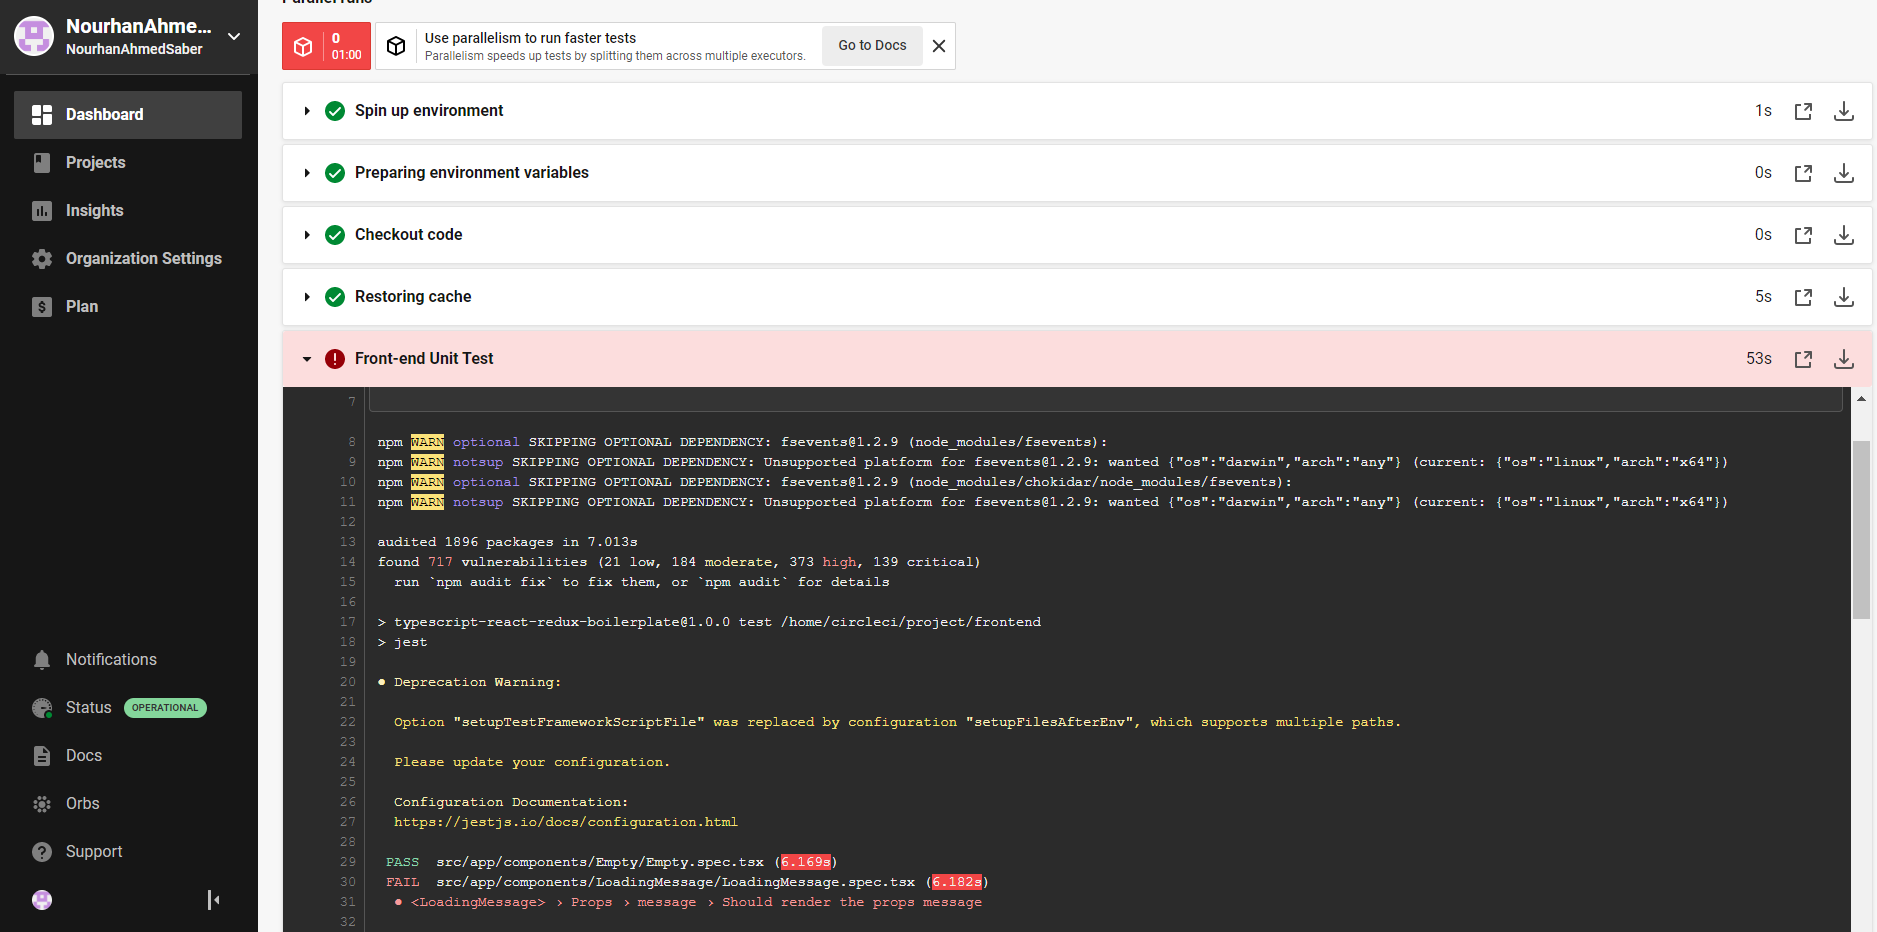 NourhanAhme...
NourhanAhmedSaber
Dashboard
Projects
Insights
Organization Settings
Plan
Notifications
Status OPERATIONAL
Docs
Orbs
Support
Parallel runs
0
01:00
Use parallelism to run faster tests
Parallelism speeds up tests by splitting them across multiple executors.
Go to Docs
Spin up environment 1s
Preparing environment variables 0s
Checkout code 0s
Restoring cache 5s
Front-end Unit Test 53s
7
8 npm WARN optional SKIPPING OPTIONAL DEPENDENCY: fsevents@1.2.9 (node_modules/fsevents):
9 npm WARN notsup SKIPPING OPTIONAL DEPENDENCY: Unsupported platform for fsevents@1.2.9: wanted {"os":"darwin","arch":"any"} (current: {"os":"linux","arch":"x64"})
10 npm WARN optional SKIPPING OPTIONAL DEPENDENCY: fsevents@1.2.9 (node_modules/chokidar/node_modules/fsevents):
11 npm WARN notsup SKIPPING OPTIONAL DEPENDENCY: Unsupported platform for fsevents@1.2.9: wanted {"os":"darwin","arch":"any"} (current: {"os":"linux","arch":"x64"})
12
13 audited 1896 packages in 7.013s
14 found 717 vulnerabilities (21 low, 184 moderate, 373 high, 139 critical)
15 run `npm audit fix` to fix them, or `npm audit` for details
16
17 > typescript-react-redux-boilerplate@1.0.0 test /home/circleci/project/frontend
18 > jest
19
20 ● Deprecation Warning:
21
22 Option "setupTestFrameworkScriptFile" was replaced by configuration "setupFilesAfterEnv", which supports multiple paths.
23
24 Please update your configuration.
25
26 Configuration Documentation:
27 https://jestjs.io/docs/configuration.html
28
29 PASS src/app/components/Empty/Empty.spec.tsx (6.169s)
30 FAIL src/app/components/LoadingMessage/LoadingMessage.spec.tsx (6.182s)
31 ● <LoadingMessage> › Props › message › Should render the props message
32